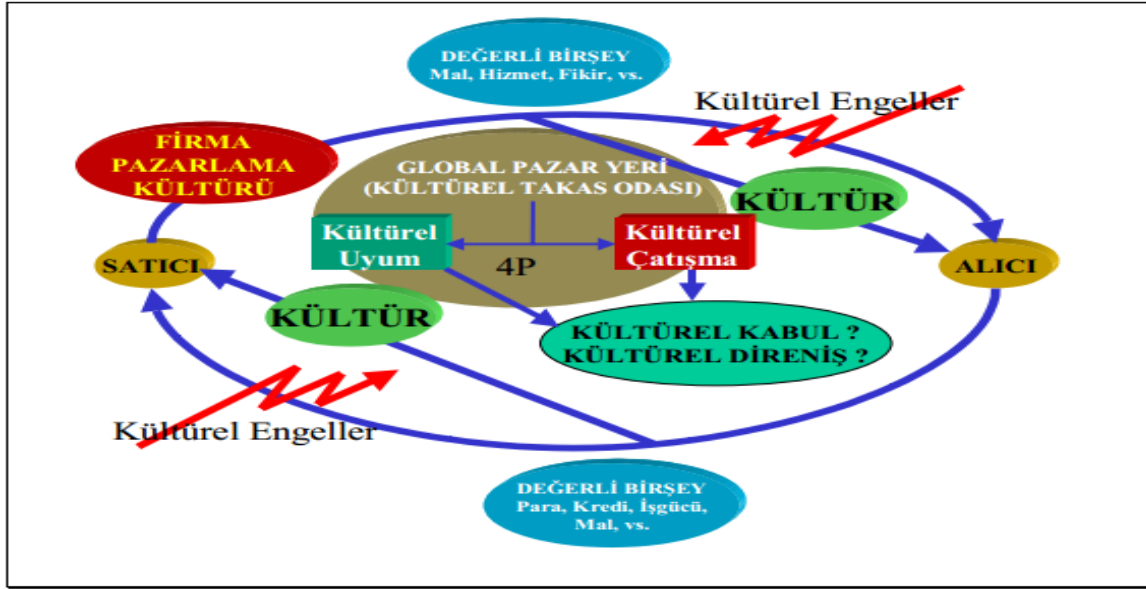 DEĞERLİ BİRŞEY
Mal, Hizmet, Fikir, vs.
Kültürel Engeller
FİRMA
PAZARLAMA
KÜLTÜRÜ
GLOBAL PAZAR YERİ
(KÜLTÜREL TAKAS ODASI)
KÜLTÜR
Kültürel
Uyum
4P
Kültürel
Çatışma
SATICI
ALICI
KÜLTÜR
KÜLTÜREL KABUL ?
KÜLTÜREL DİRENİŞ ?
Kültürel Engeller
DEĞERLİ BİRŞEY
Para, Kredi, İşgücü,
Mal, vs.